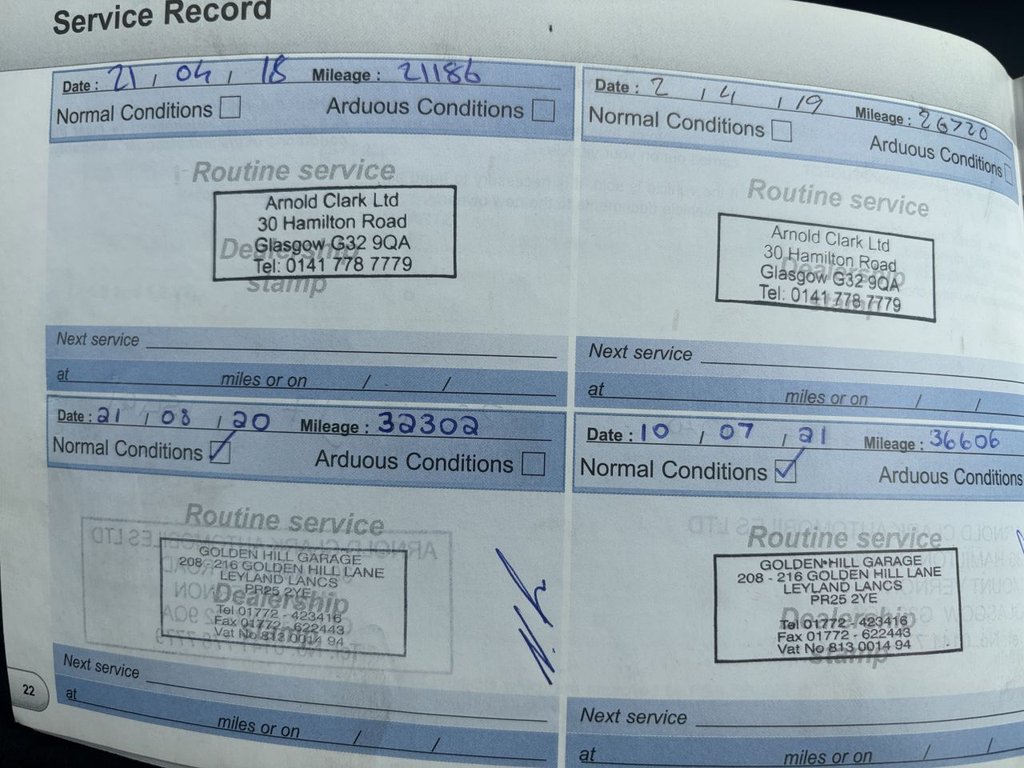 Service Record
Date : 21 / 04 / 18 Mileage : 21186
Normal Conditions Arduous Conditions
Routine service
Dealership
stamp
Arnold Clark Ltd
30 Hamilton Road
Glasgow G32 9QA
Tel: 0141 778 7779
Next service
at miles or on / /
Date : 2 / 4 / 19 Mileage : 26720
Normal Conditions Arduous Conditions
Routine service
Dealership
stamp
Arnold Clark Ltd
30 Hamilton Road
Glasgow G32 9QA
Tel: 0141 778 7779
Next service
at miles or on / /
Date : 21 / 08 / 20 Mileage : 32302
Normal Conditions Arduous Conditions
Routine service
Dealership
GOLDEN HILL GARAGE
208 - 216 GOLDEN HILL LANE
LEYLAND LANCS
PR25 2YE
Tel 01772 - 423416
Fax 01772 - 622443
Vat No 813 0014 94
Next service
at miles or on / /
Date : 10 / 07 / 21 Mileage : 36606
Normal Conditions Arduous Conditions
Routine service
Dealership
stamp
GOLDEN HILL GARAGE
208 - 216 GOLDEN HILL LANE
LEYLAND LANCS
PR25 2YE
Tel 01772 - 423416
Fax 01772 - 622443
Vat No 813 0014 94
Next service
at miles or on / /
22